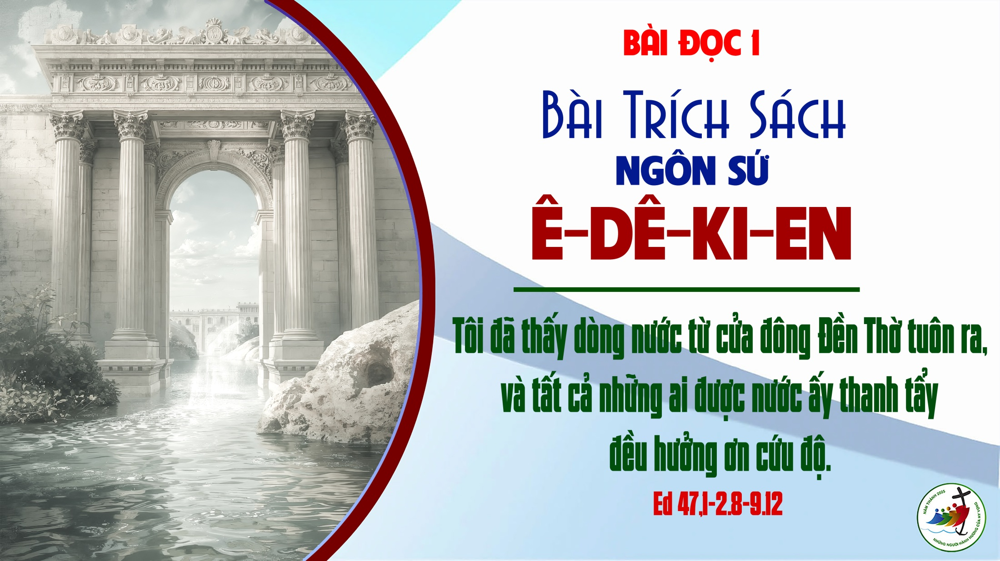 BÀI ĐỌC 1
BÀI TRÍCH SÁCH
NGÔN SỨ
Ê-DÊ-KI-EN
Tôi đã thấy dòng nước từ cửa đông Đền Thờ tuôn ra,
và tất cả những ai được nước ấy thanh tẩy
đều hưởng ơn cứu độ.
Ed 47,1-2.8-9.12
NĂM THÁNH 2025
NHỮNG NGƯỜI HÀNH HƯƠNG CỦA HY VỌNG